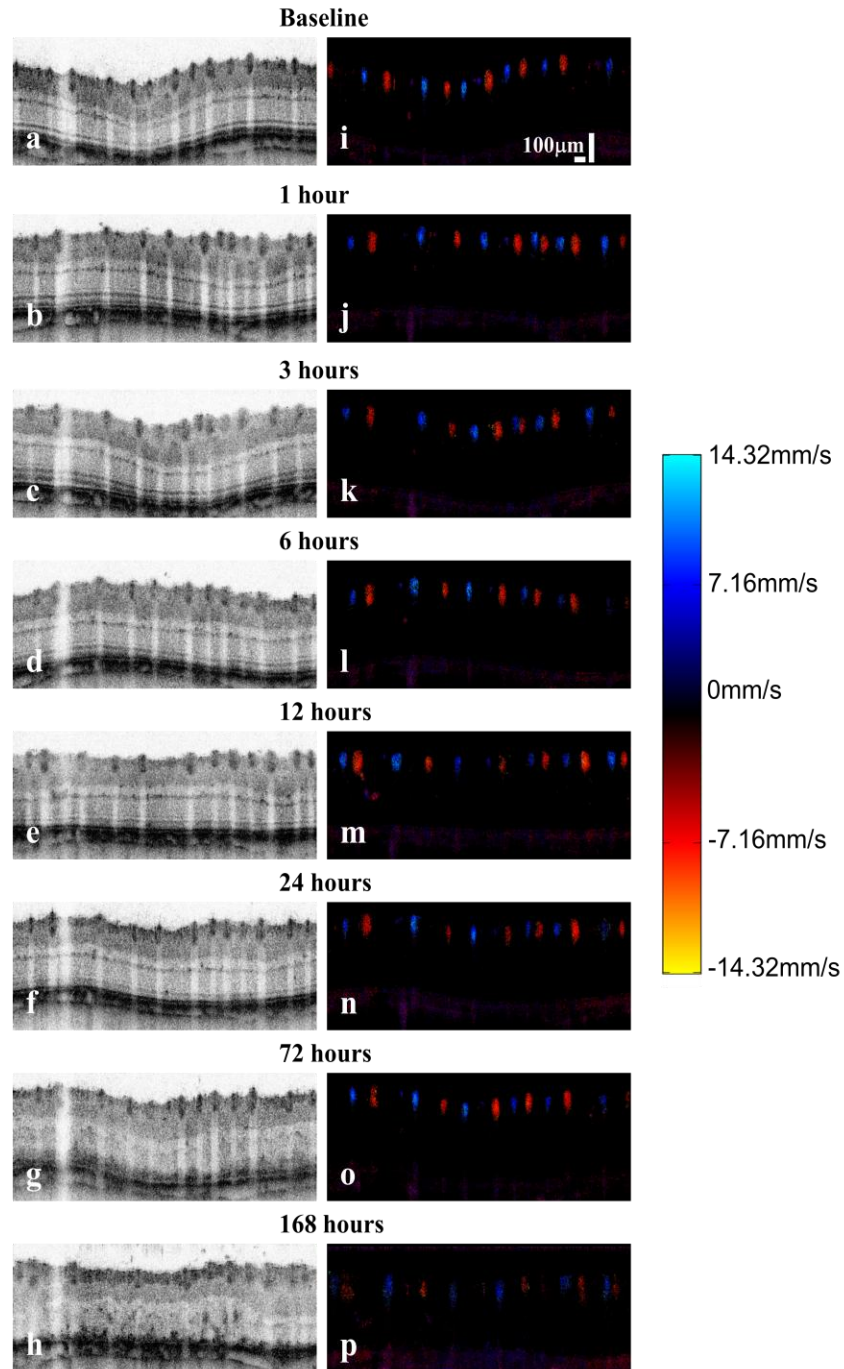 Baseline
a
i
100μm
1 hour
b
j
3 hours
c
k
6 hours
d
l
12 hours
e
m
24 hours
f
n
72 hours
g
o
168 hours
h
p
14.32mm/s
7.16mm/s
0mm/s
-7.16mm/s
-14.32mm/s